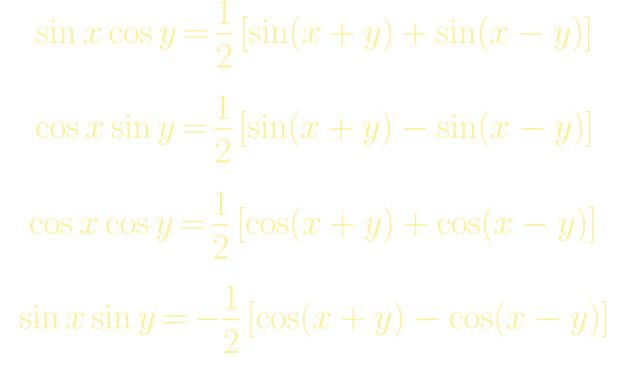 sin x cos y = 1/2 [sin(x + y) + sin(x − y)]
cos x sin y = 1/2 [sin(x + y) − sin(x − y)]
cos x cos y = 1/2 [cos(x + y) + cos(x − y)]
sin x sin y = −1/2 [cos(x + y) − cos(x − y)]